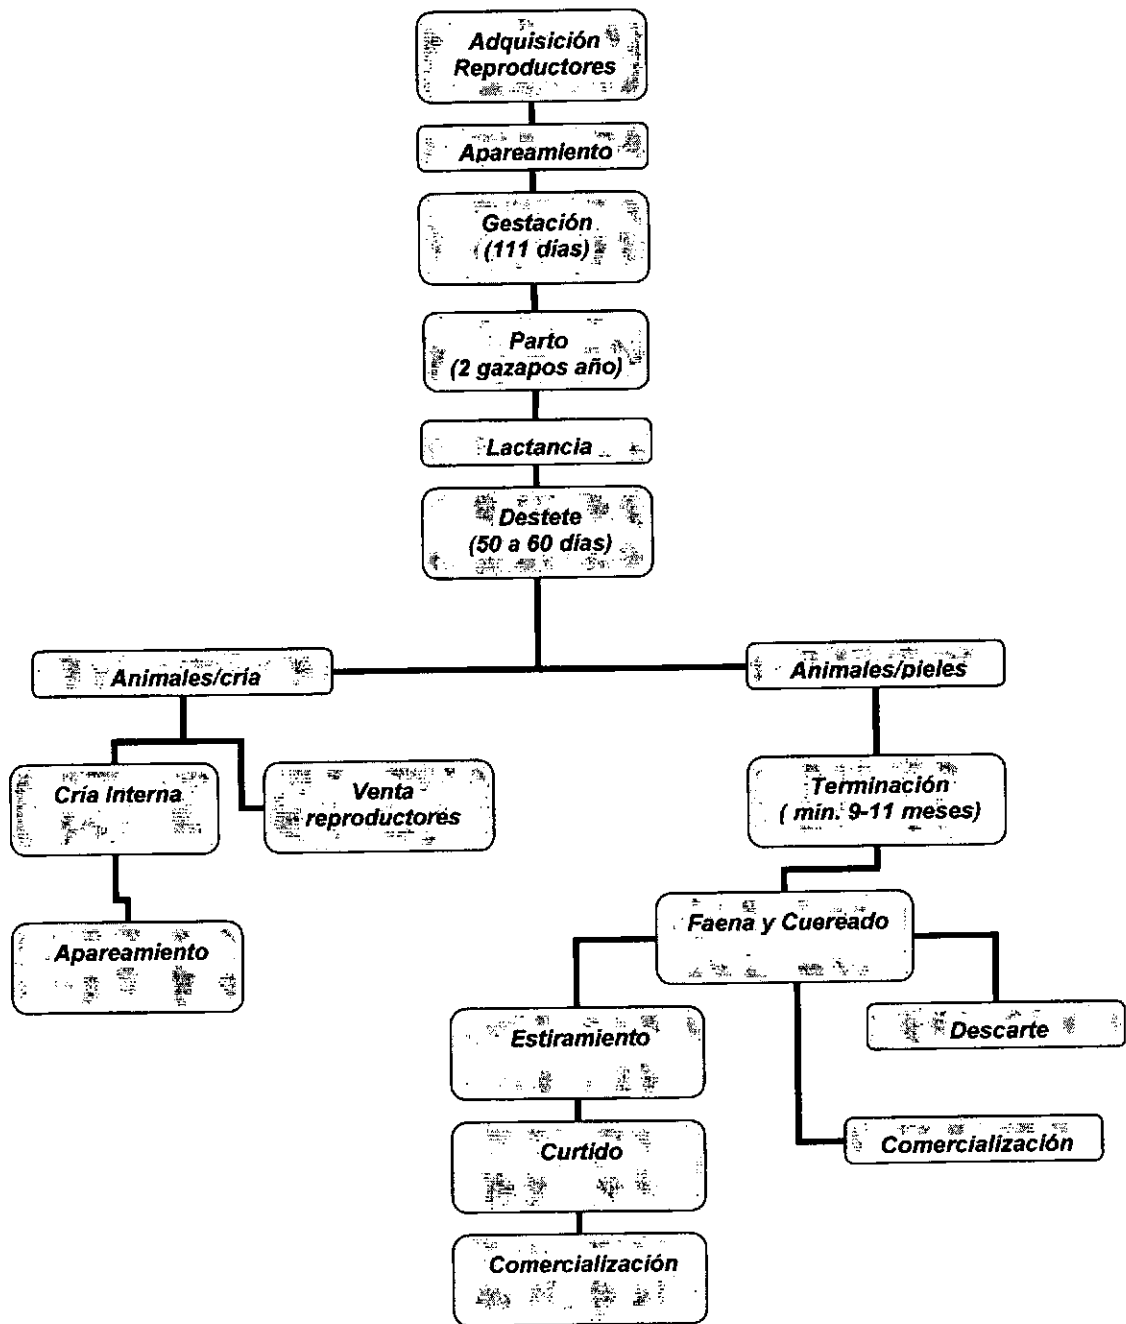 Adquisición
Reproductores
Apareamiento
Gestación
(111 días)
Parto
(2 gazapos año)
Lactancia
Destete
(50 a 60 días)
Animales/cría
Animales/pieles
Cría Interna
Venta
reproductores
Terminación
( min. 9-11 meses)
Apareamiento
Faena y Cuereado
Estiramiento
Descarte
Curtido
Comercialización
Comercialización